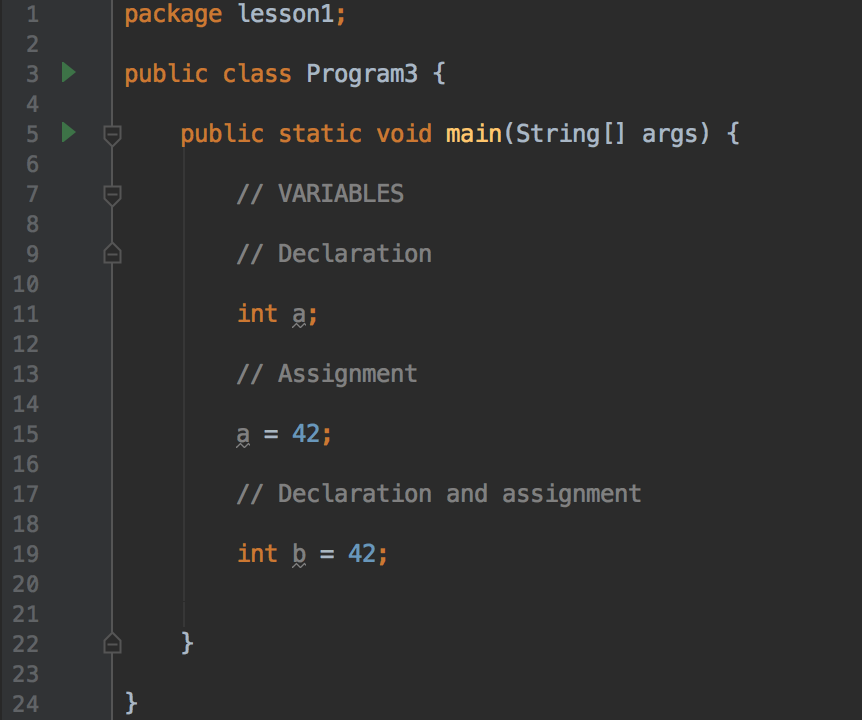 1 package lesson1;
2
3 public class Program3 {
4
5 public static void main(String[] args) {
6
7 // VARIABLES
8
9 // Declaration
10
11 int a;
12
13 // Assignment
14
15 a = 42;
16
17 // Declaration and assignment
18
19 int b = 42;
20
21
22 }
23
24 }